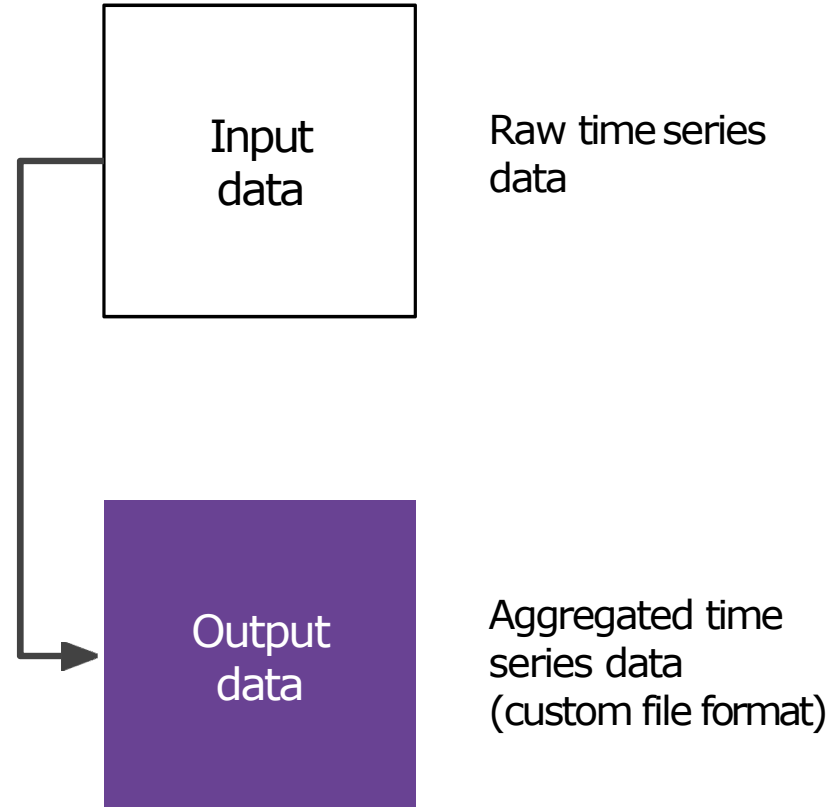 Input
data
Raw time series
data
Output
data
Aggregated time
series data
(custom file format)